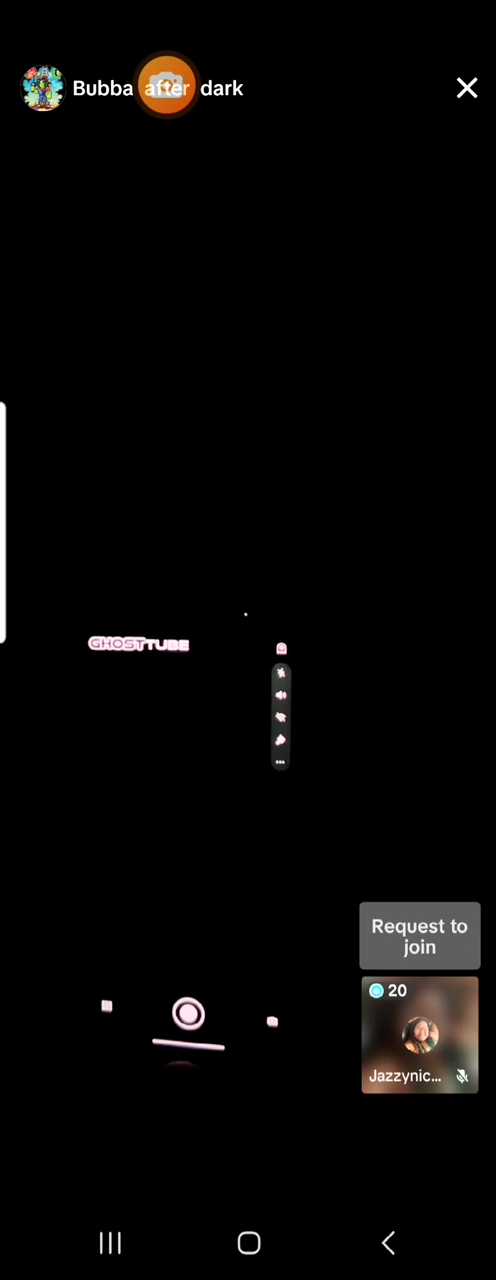 Bubba after dark
GHOSTTUBE
Request to
join
20
Jazzynic...